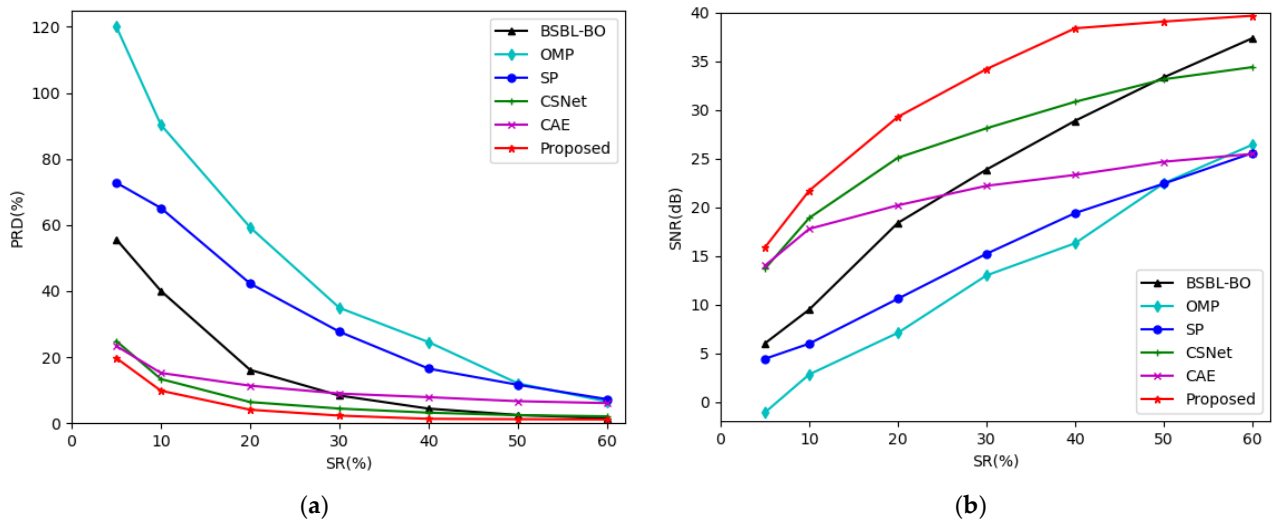 PRD(%)
120
100
80
60
40
20
0
0 10 20 30 40 50 60
SR(%)
BSBL-BO
OMP
SP
CSNet
CAE
Proposed
(a)
SNR(dB)
40
35
30
25
20
15
10
5
0
0 10 20 30 40 50 60
SR(%)
BSBL-BO
OMP
SP
CSNet
CAE
Proposed
(b)